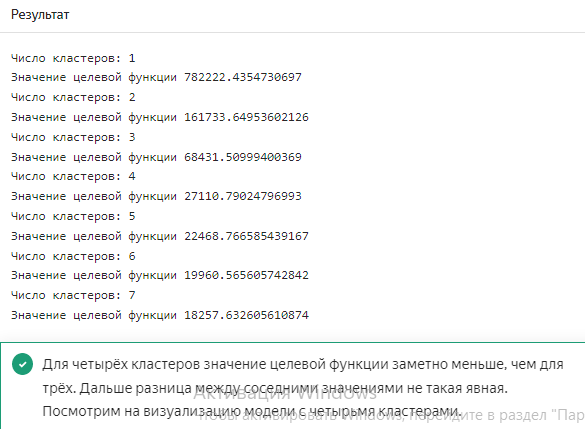 Результат
Число кластеров: 1
Значение целевой функции 782222.4354730697
Число кластеров: 2
Значение целевой функции 161733.64953602126
Число кластеров: 3
Значение целевой функции 68431.50999400369
Число кластеров: 4
Значение целевой функции 27110.79024796993
Число кластеров: 5
Значение целевой функции 22468.766585439167
Число кластеров: 6
Значение целевой функции 19960.565605742842
Число кластеров: 7
Значение целевой функции 18257.632605610874
Для четырёх кластеров значение целевой функции заметно меньше, чем для
трёх. Дальше разница между соседними значениями не такая явная.
Активация Windows
Посмотрим на визуализацию модели с четырьмя кластерами.
Чтобы активировать Windows, перейдите в раздел "Пар